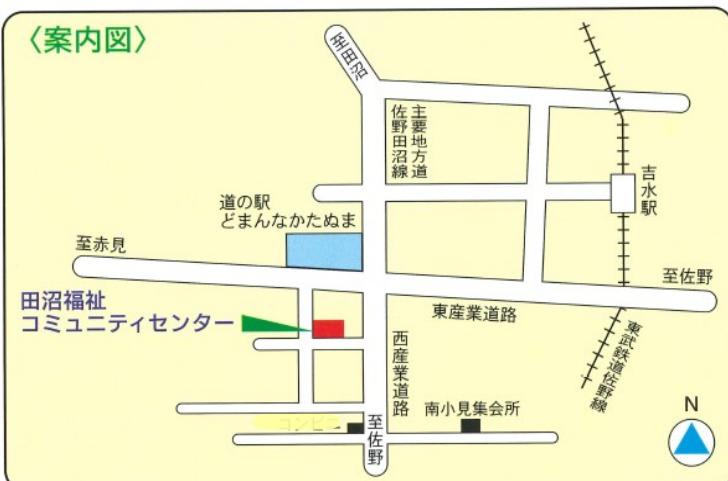 〈案内図〉
至田沼
主要地方道
佐野田沼線
吉水駅
道の駅
どまんなかたぬま
至赤見
至佐野
田沼福祉
コミュニティセンター
東産業道路
西産業道路
東武鉄道佐野線
コンビニ
南小見集会所
至佐野
N